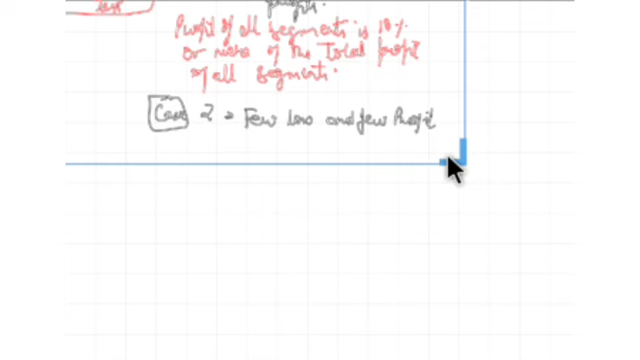 Profit of all segments is 10%
or more of the Total profit
of all segments.
Case 2 = Few loss and few Profit